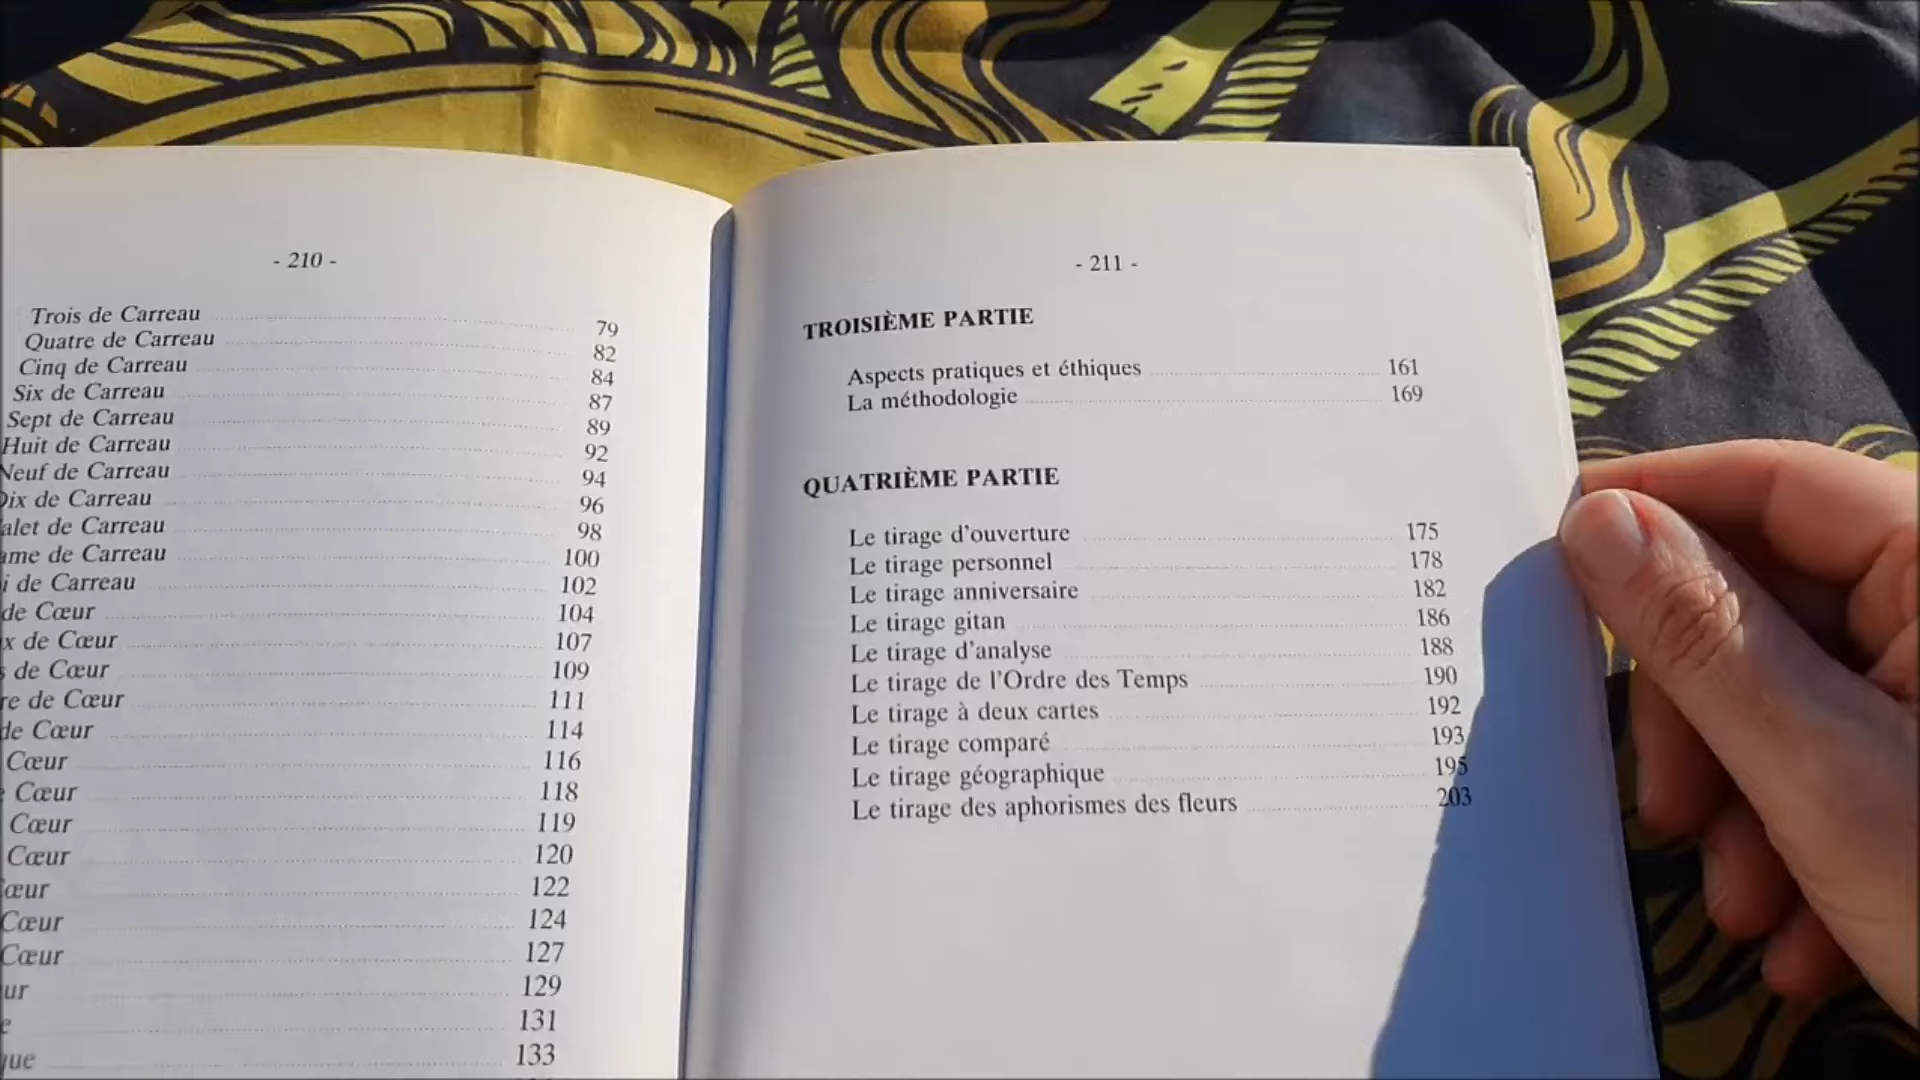 - 210 -
Trois de Carreau 79
Quatre de Carreau 82
Cinq de Carreau 84
Six de Carreau 87
Sept de Carreau 89
Huit de Carreau 92
Neuf de Carreau 94
Dix de Carreau 96
alet de Carreau 98
ame de Carreau 100
i de Carreau 102
de Cœur 104
x de Cœur 107
s de Cœur 109
re de Cœur 111
de Cœur 114
Cœur 116
Cœur 118
Cœur 119
Cœur 120
Cœur 122
Cœur 124
Cœur 127
ur 129
e 131
que 133
- 211 -
TROISIÈME PARTIE
Aspects pratiques et éthiques 161
La méthodologie 169
QUATRIÈME PARTIE
Le tirage d'ouverture 175
Le tirage personnel 178
Le tirage anniversaire 182
Le tirage gitan 186
Le tirage d'analyse 188
Le tirage de l'Ordre des Temps 190
Le tirage à deux cartes 192
Le tirage comparé 193
Le tirage géographique 195
Le tirage des aphorismes des fleurs 203